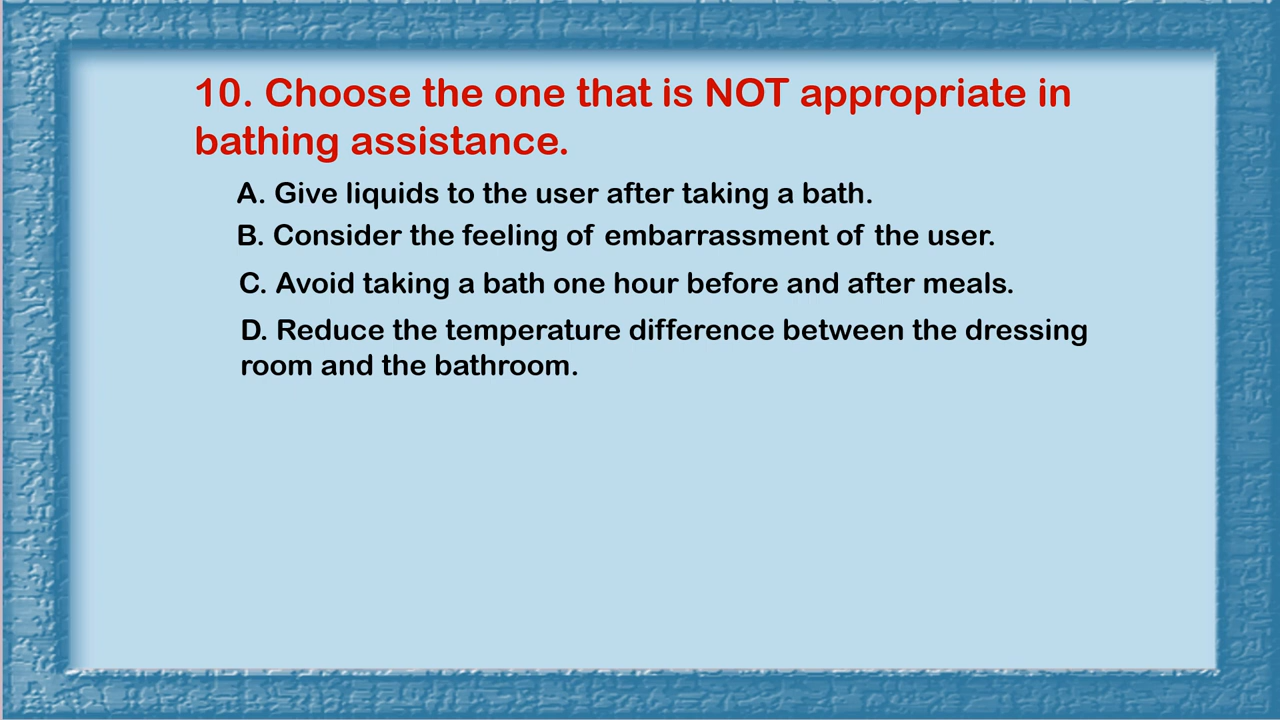 10. Choose the one that is NOT appropriate in
bathing assistance.
A. Give liquids to the user after taking a bath.
B. Consider the feeling of embarrassment of the user.
C. Avoid taking a bath one hour before and after meals.
D. Reduce the temperature difference between the dressing
room and the bathroom.